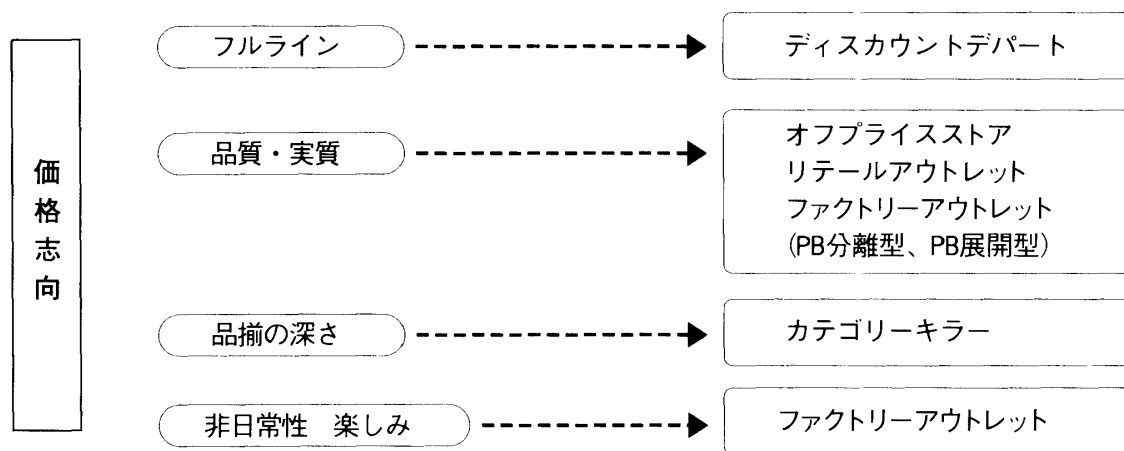 価格志向
フルライン
ディスカウントデパート
品質・実質
オフプライスストア
リテールアウトレット
ファクトリーアウトレット
(PB分離型、PB展開型)
品揃の深さ
カテゴリーキラー
非日常性　楽しみ
ファクトリーアウトレット